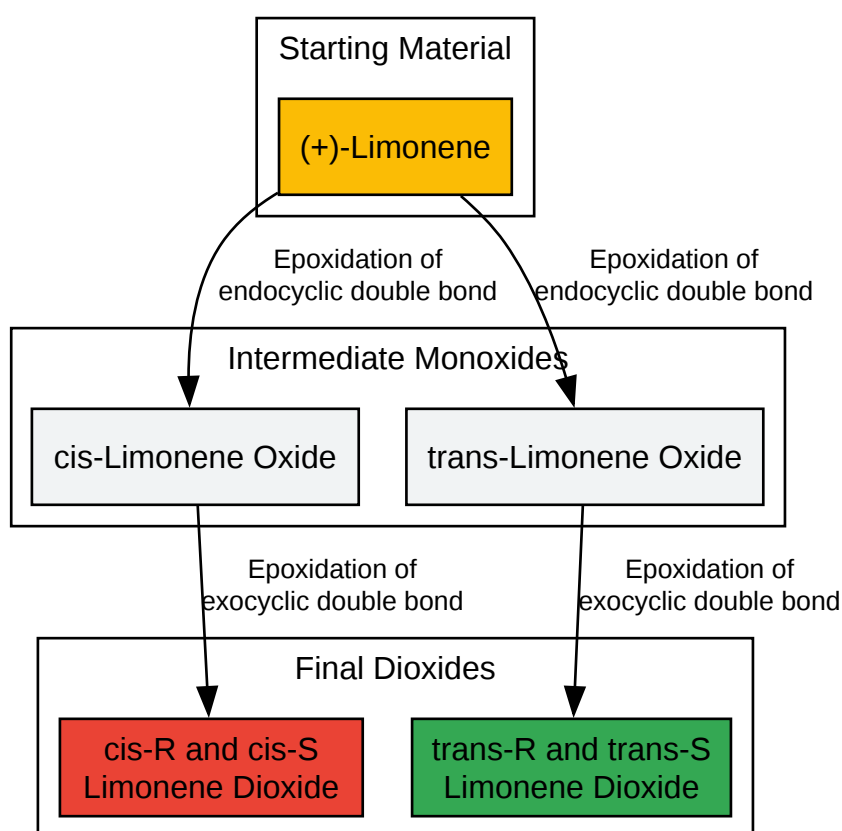 Starting Material
(+)-Limonene
Epoxidation of
endocyclic double bond
Epoxidation of
endocyclic double bond
Intermediate Monoxides
cis-Limonene Oxide
trans-Limonene Oxide
Epoxidation of
exocyclic double bond
Epoxidation of
exocyclic double bond
Final Dioxides
cis-R and cis-S
Limonene Dioxide
trans-R and trans-S
Limonene Dioxide